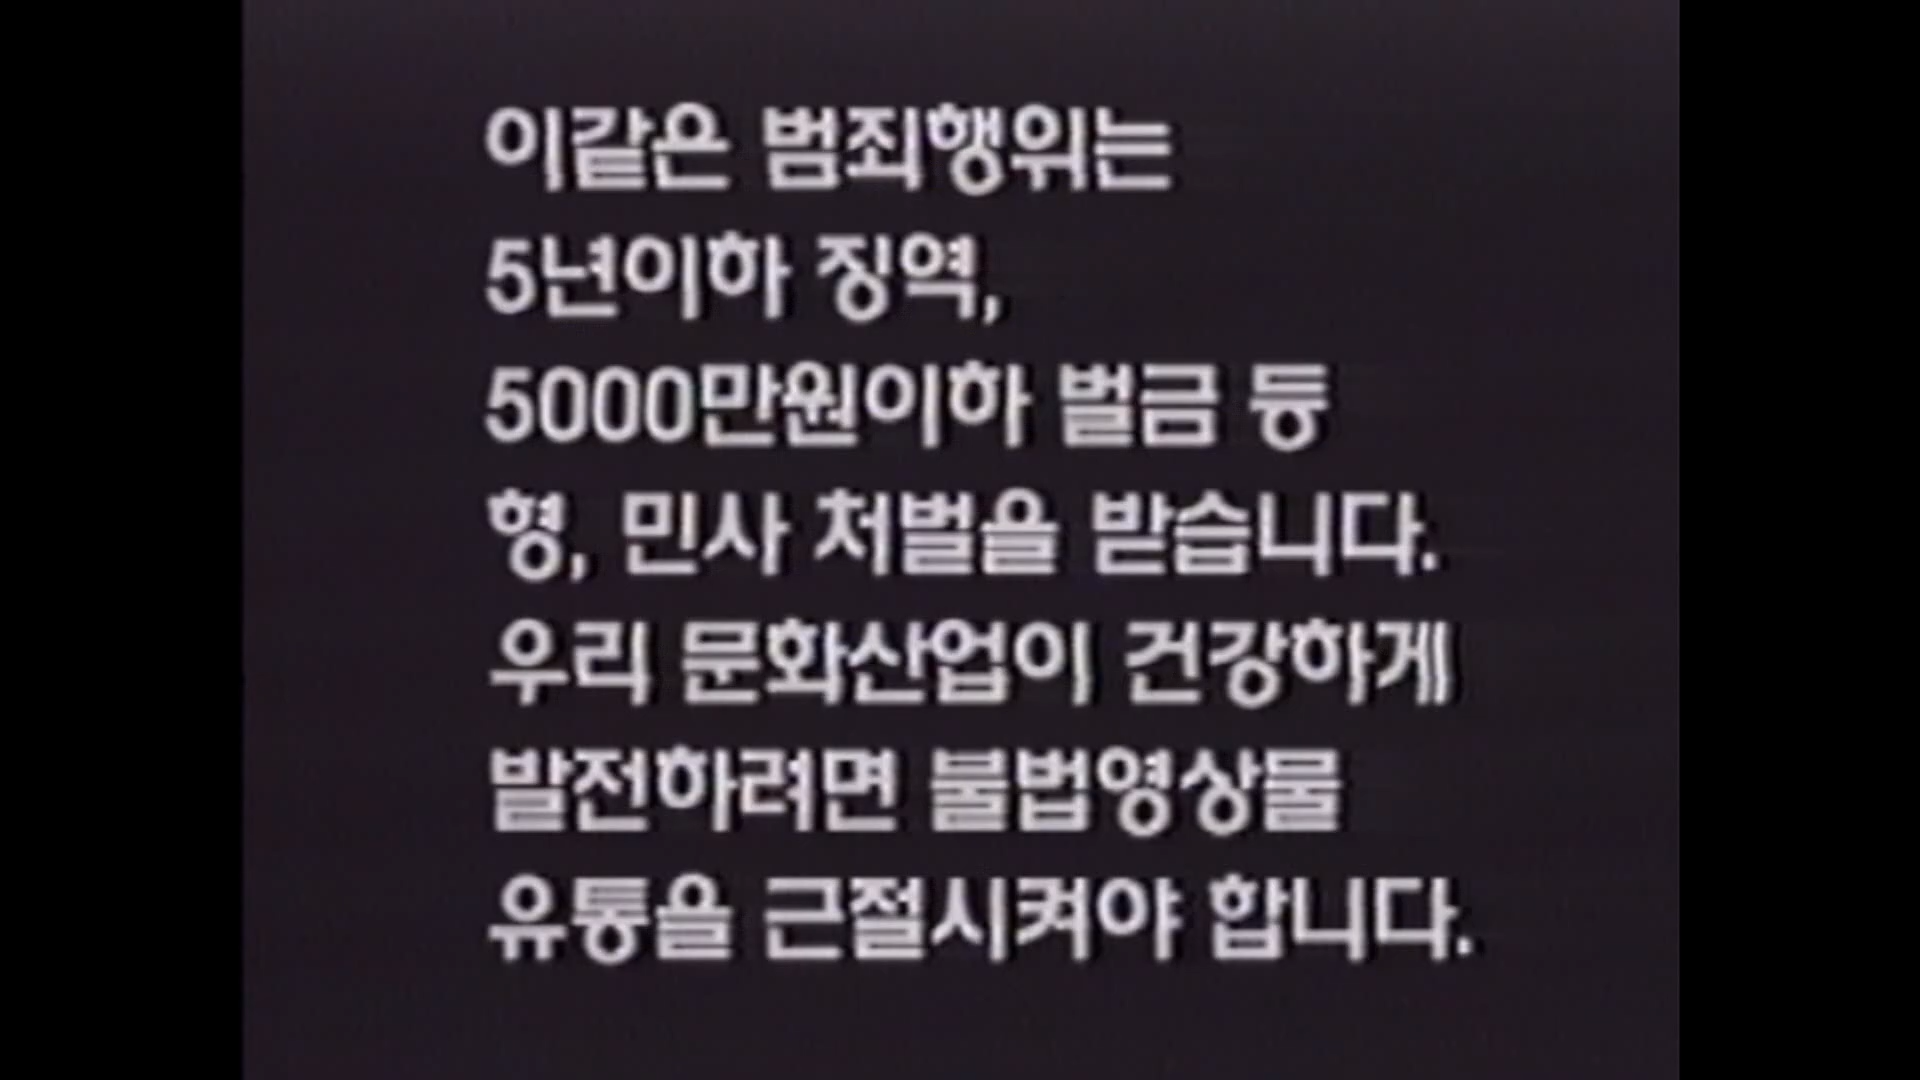 이같은 범죄행위는
5년이하 징역,
5000만원이하 벌금 등
형, 민사 처벌을 받습니다.
우리 문화산업이 건강하게
발전하려면 불법영상물
유통을 근절시켜야 합니다.